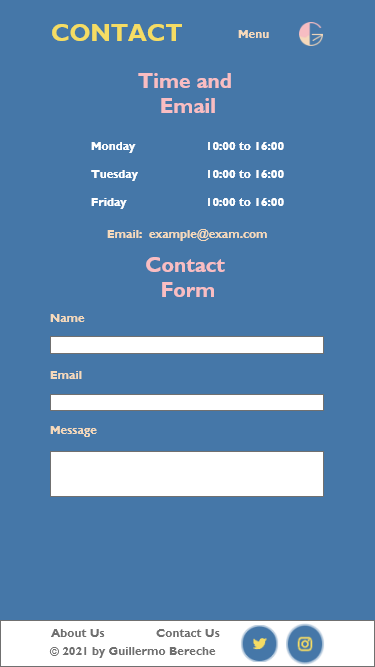 CONTACT Menu G
Time and
Email
Monday 10:00 to 16:00
Tuesday 10:00 to 16:00
Friday 10:00 to 16:00
Email: example@exam.com
Contact
Form
Name
Email
Message
About Us Contact Us
© 2021 by Guillermo Bereche